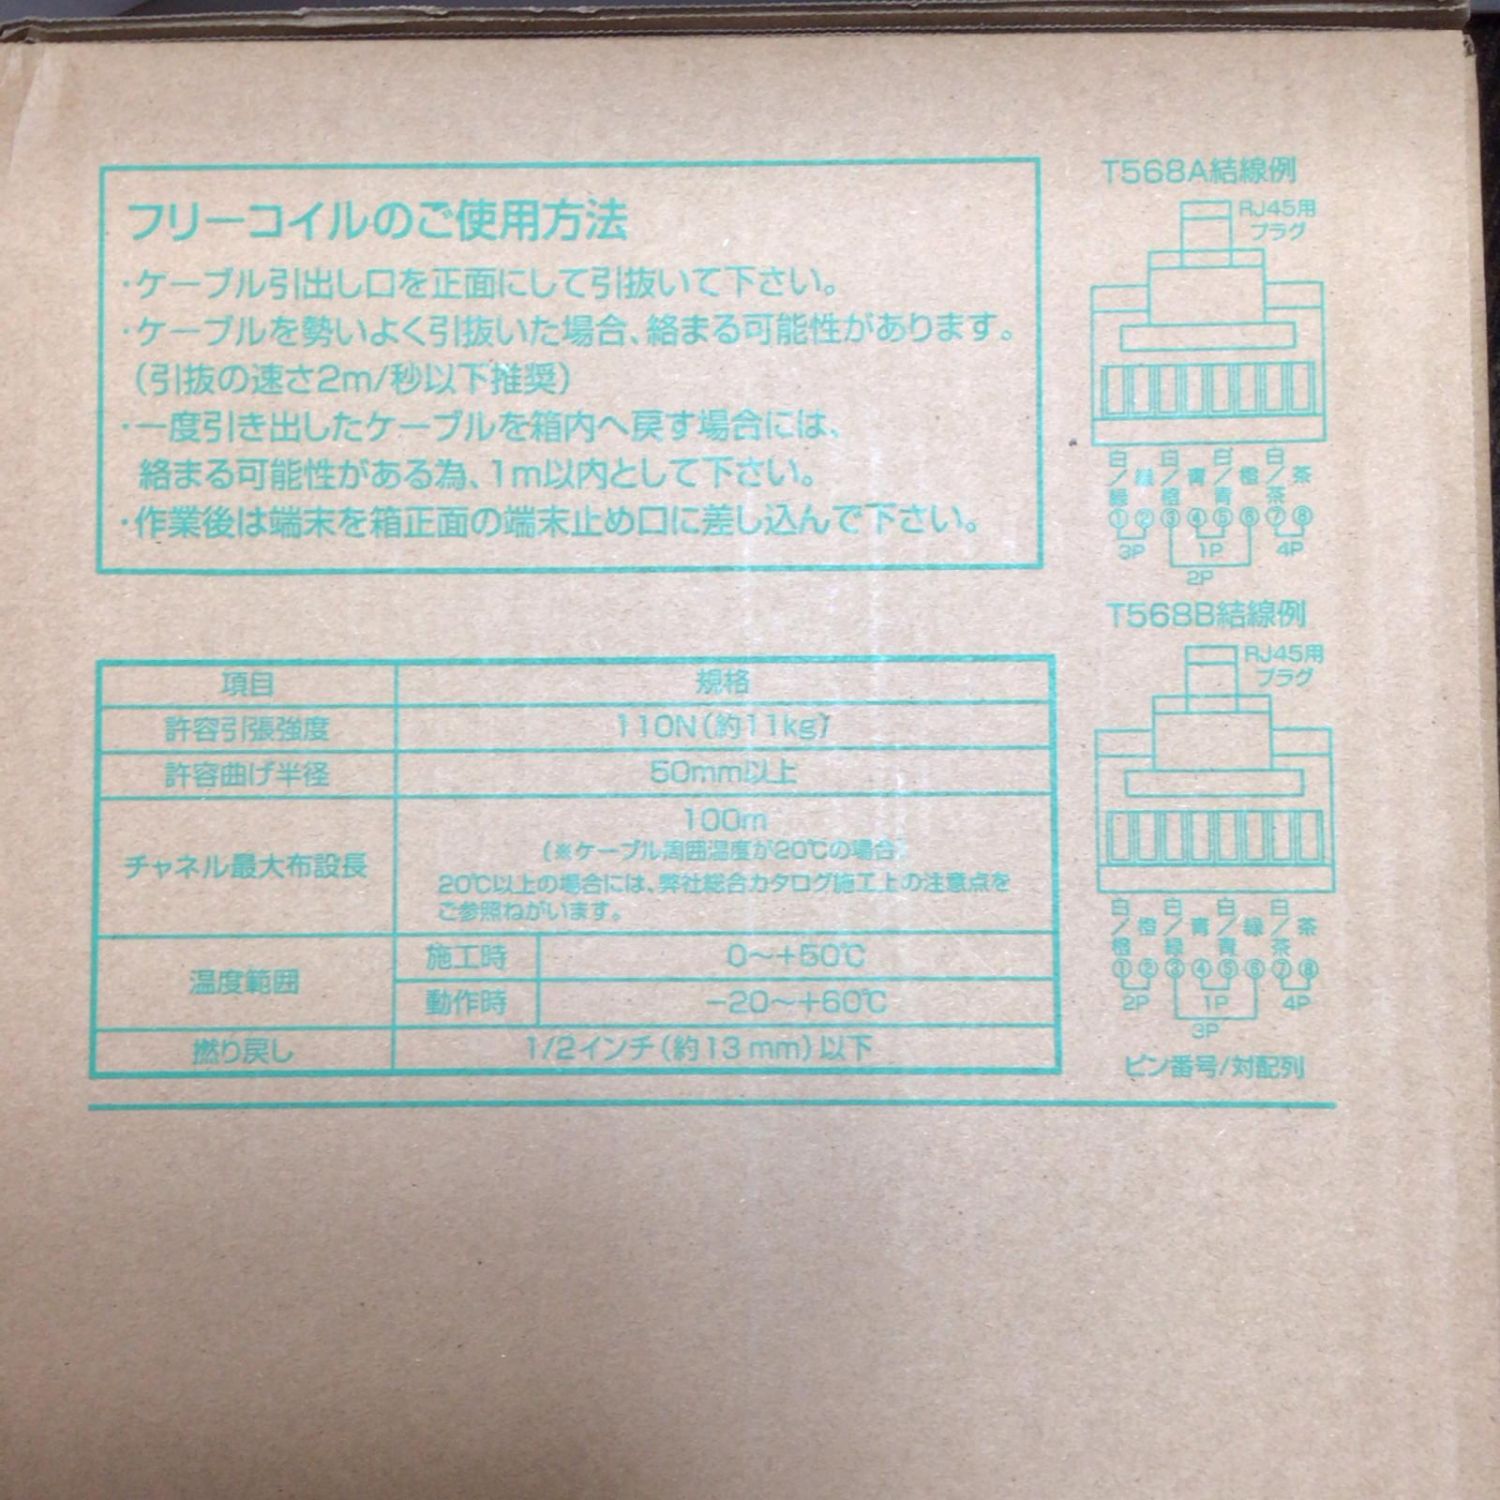 フリーコイルのご使用方法
・ケーブル引出し口を正面にして引抜いて下さい。
・ケーブルを勢いよく引抜いた場合、絡まる可能性があります。
（引抜の速さ2m/秒以下推奨）
・一度引き出したケーブルを箱内へ戻す場合には、
絡まる可能性がある為、1m以内として下さい。
・作業後は端末を箱正面の端末止め口に差し込んで下さい。
項目 規格
許容引張強度 110N（約11kg）
許容曲げ半径 50mm以上
チャネル最大布設長 100m
（※ケーブル周囲温度が20℃の場合）
20℃以上の場合には、弊社総合カタログ施工上の注意点を
ご参照ねがいます。
温度範囲 施工時 0～+50℃
動作時 －20～+60℃
撚り戻し 1/2インチ（約13mm）以下
T568A結線例
RJ45用
プラグ
白/緑 緑 白/橙 青 白/青 橙 白/茶 茶
① ② ③ ④ ⑤ ⑥ ⑦ ⑧
3P 1P 4P
2P
T568B結線例
RJ45用
プラグ
白/橙 橙 白/緑 青 白/青 緑 白/茶 茶
① ② ③ ④ ⑤ ⑥ ⑦ ⑧
2P 1P 4P
3P
ピン番号/対配列